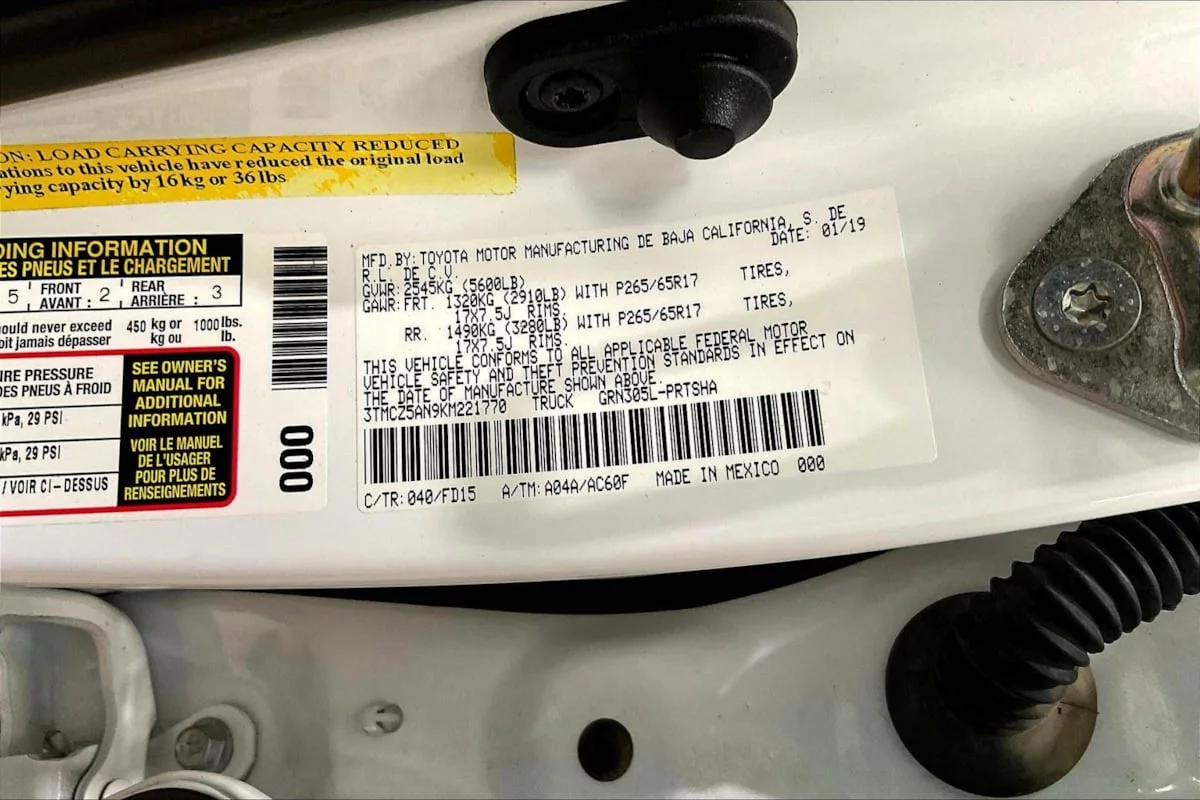 ON: LOAD CARRYING CAPACITY REDUCED
ations to this vehicle have reduced the original load
ying capacity by 16 kg or 36 lbs
DING INFORMATION
ES PNEUS ET LE CHARGEMENT
5 FRONT AVANT : 2 REAR ARRIÈRE : 3
ould never exceed 450 kg or 1000 lbs.
oit jamais dépasser kg ou lb.
IRE PRESSURE
DES PNEUS À FROID
kPa, 29 PSI
kPa, 29 PSI
/ VOIR CI-DESSUS
SEE OWNER'S
MANUAL FOR
ADDITIONAL
INFORMATION
VOIR LE MANUEL
DE L'USAGER
POUR PLUS DE
RENSEIGNEMENTS
000
MFD. BY: TOYOTA MOTOR MANUFACTURING DE BAJA CALIFORNIA, S. DE
R.L. DE C.V. DATE: 01/19
GVWR: 2545KG (5600LB)
GAWR: FRT. 1320KG (2910LB) WITH P265/65R17 TIRES,
17X7.5J RIMS.
RR. 1490KG (3280LB) WITH P265/65R17 TIRES,
17X7.5J RIMS.
THIS VEHICLE CONFORMS TO ALL APPLICABLE FEDERAL MOTOR
VEHICLE SAFETY AND THEFT PREVENTION STANDARDS IN EFFECT ON
THE DATE OF MANUFACTURE SHOWN ABOVE.
3TMCZ5AN9KM221770 TRUCK GRN305L-PRTSHA
C/TR: 040/FD15 A/TM: A04A/AC60F MADE IN MEXICO 000